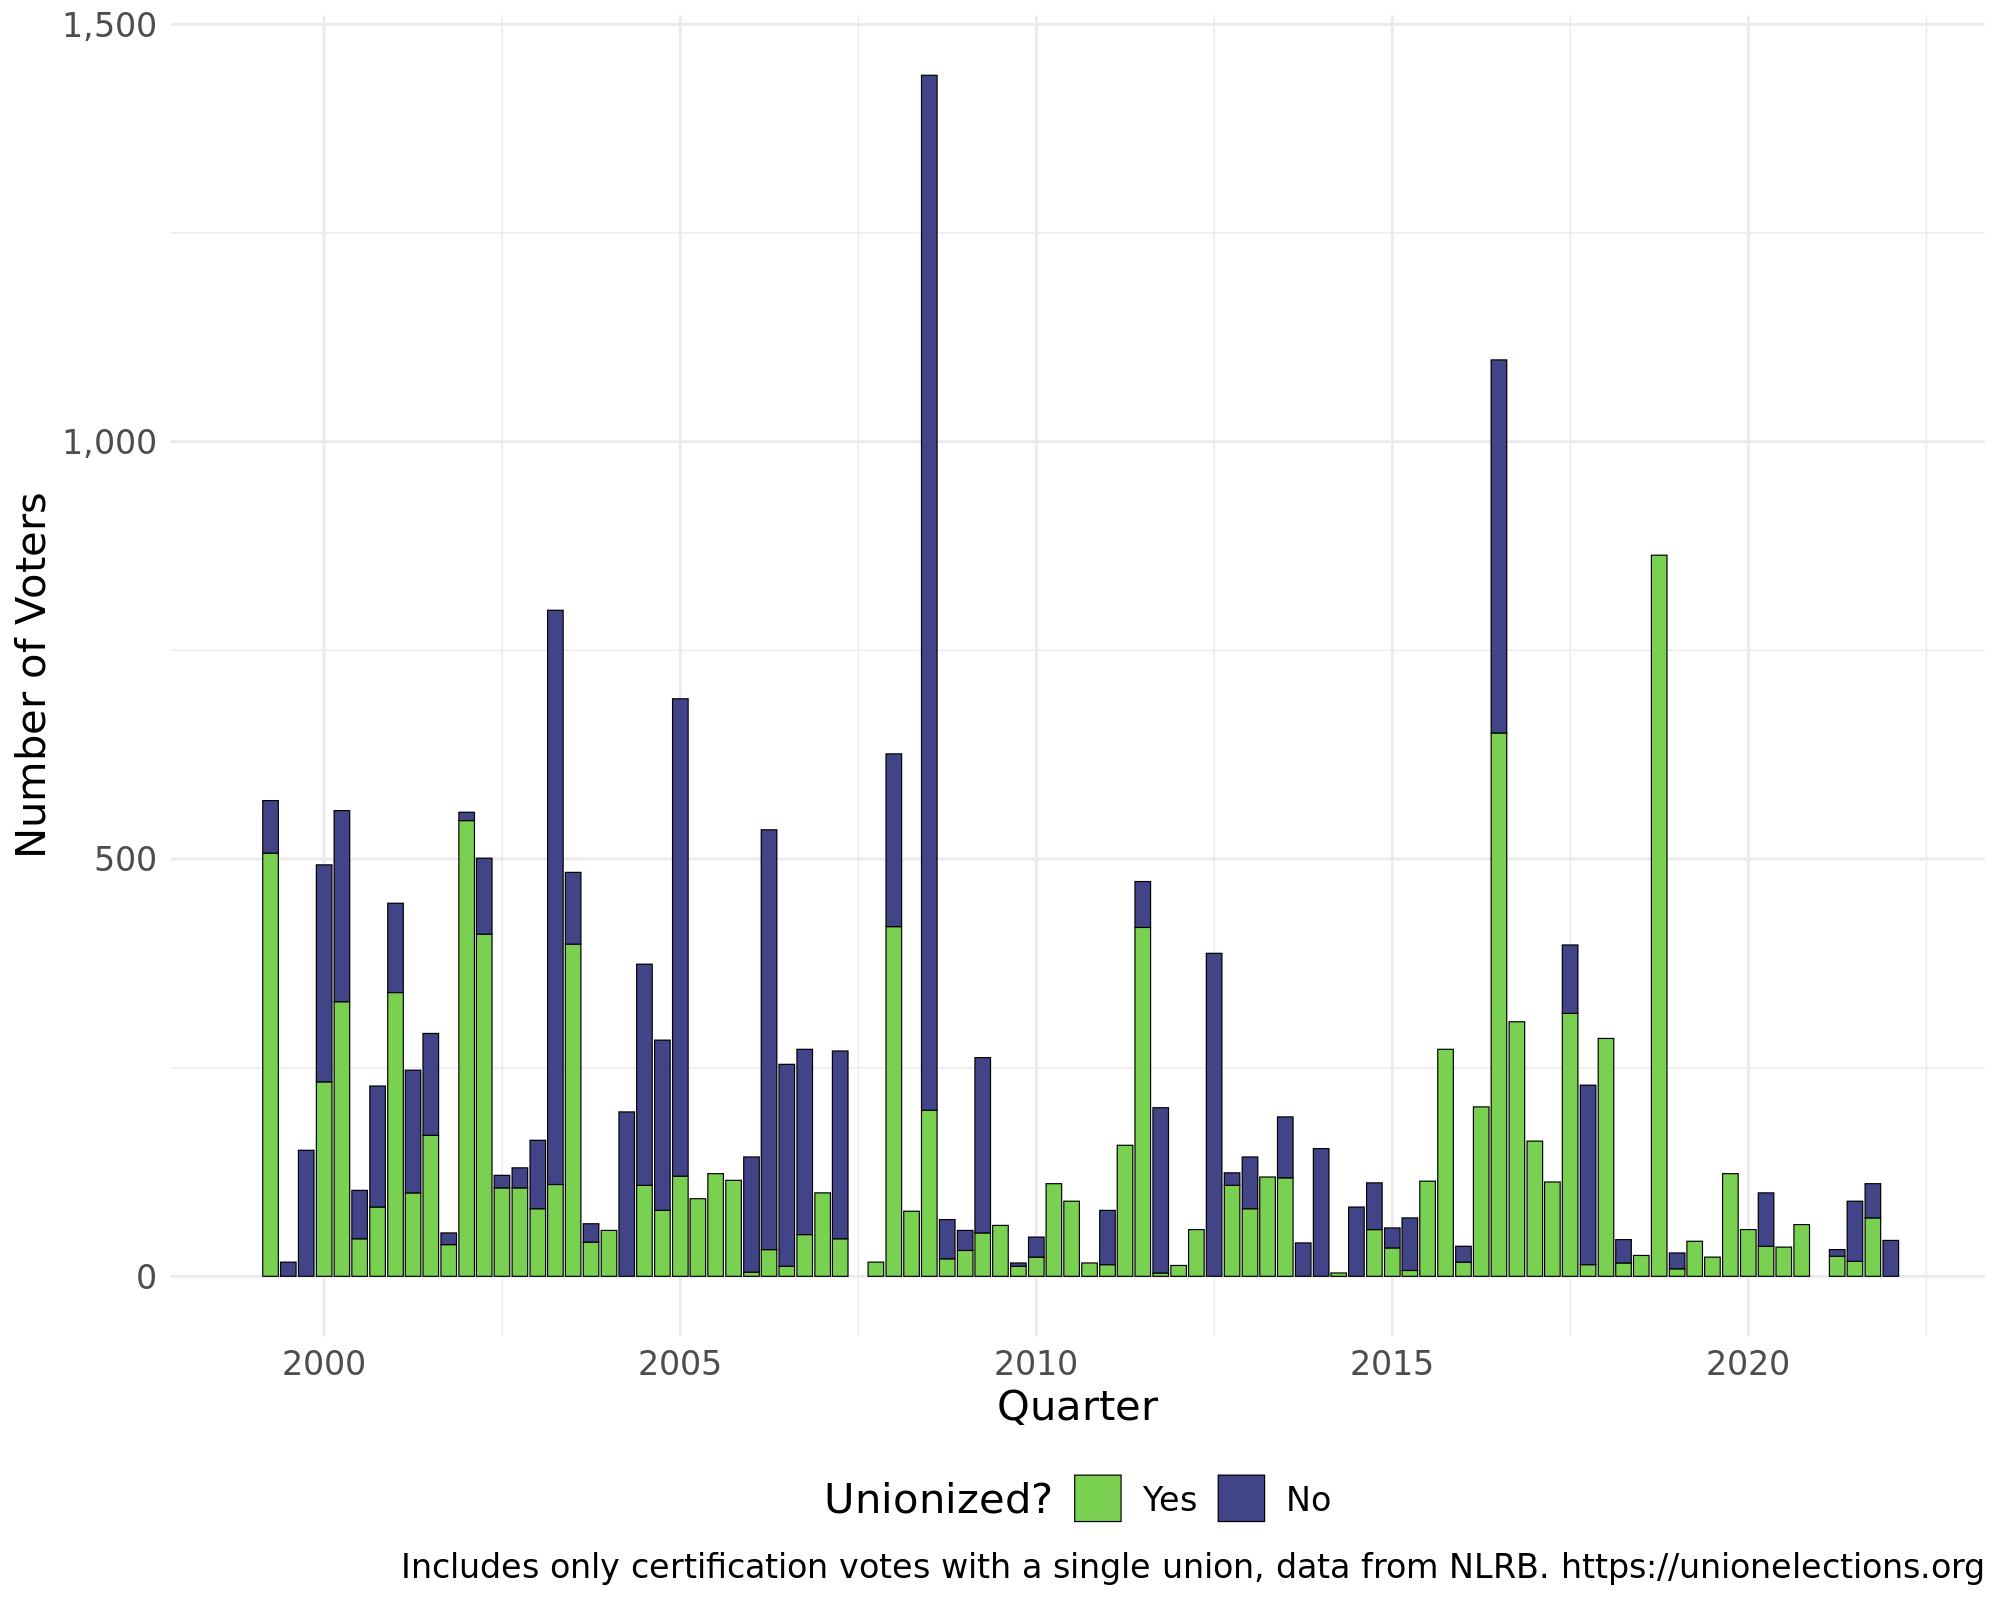 1,500
1,000
500
0
Number of Voters
2000 2005 2010 2015 2020
Quarter
Unionized? Yes No
Includes only certification votes with a single union, data from NLRB. https://unionelections.org